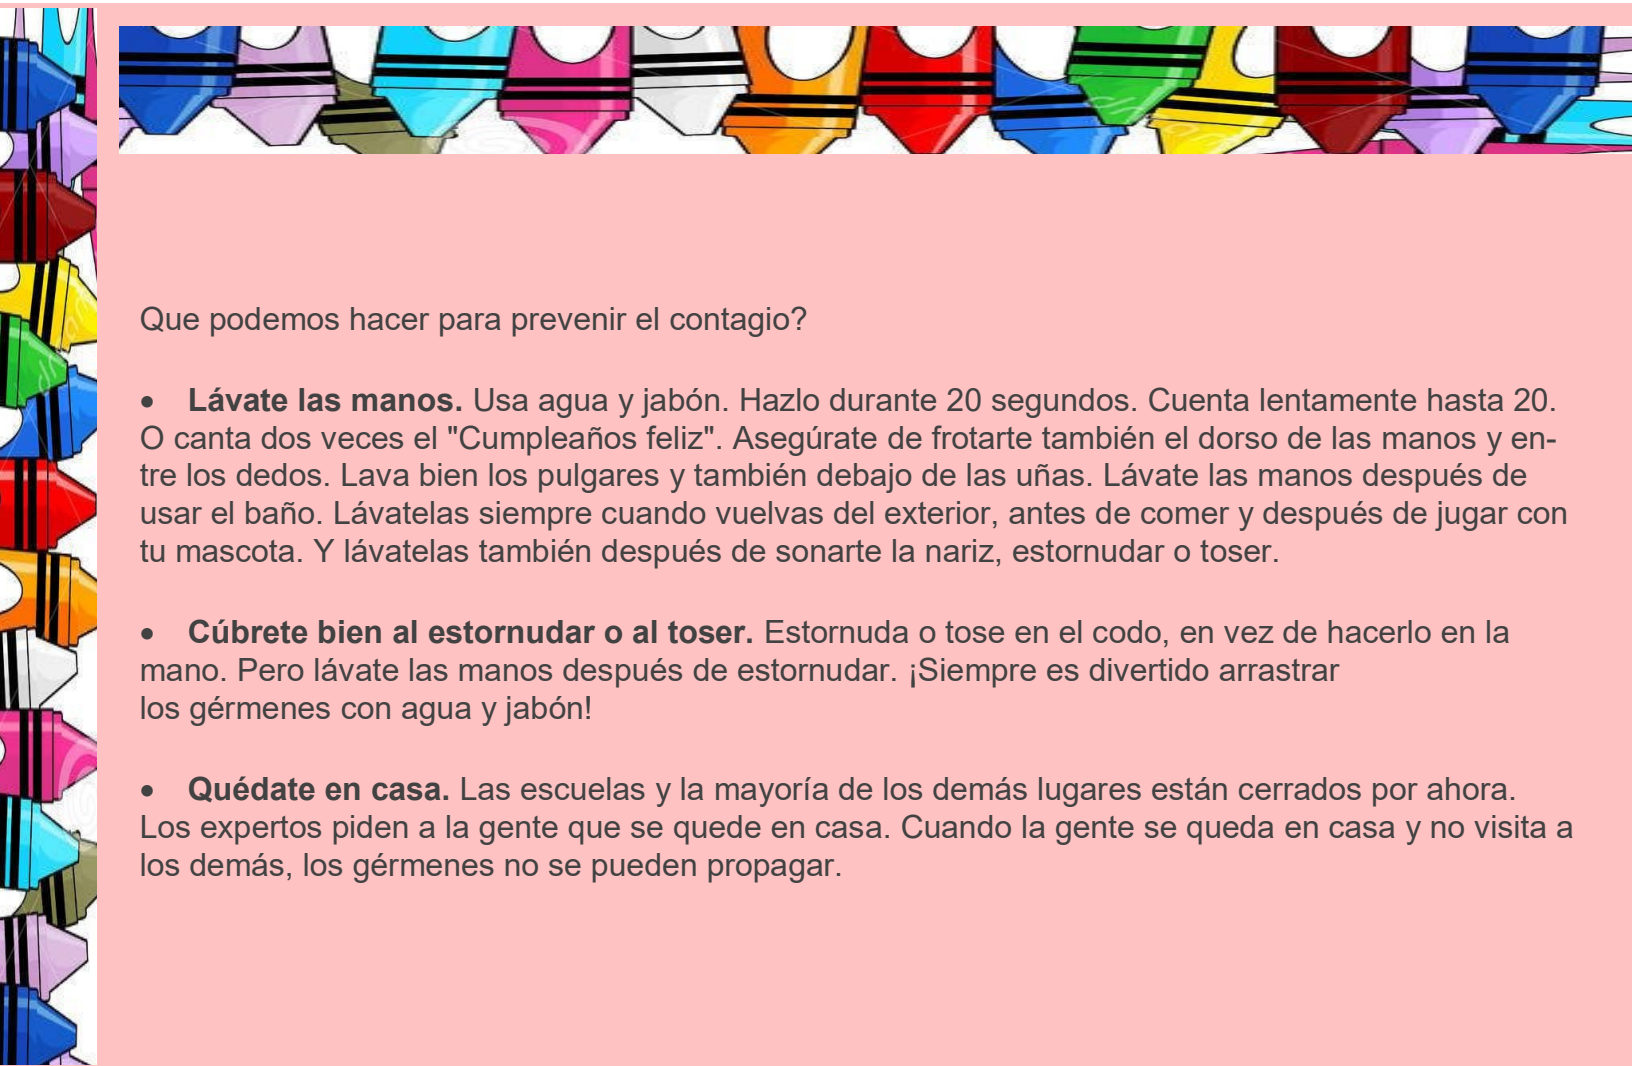 Que podemos hacer para prevenir el contagio?
• Lávate las manos. Usa agua y jabón. Hazlo durante 20 segundos. Cuenta lentamente hasta 20.
O canta dos veces el "Cumpleaños feliz". Asegúrate de frotarte también el dorso de las manos y en-
tre los dedos. Lava bien los pulgares y también debajo de las uñas. Lávate las manos después de
usar el baño. Lávatelas siempre cuando vuelvas del exterior, antes de comer y después de jugar con
tu mascota. Y lávatelas también después de sonarte la nariz, estornudar o toser.
• Cúbrete bien al estornudar o al toser. Estornuda o tose en el codo, en vez de hacerlo en la
mano. Pero lávate las manos después de estornudar. ¡Siempre es divertido arrastrar
los gérmenes con agua y jabón!
• Quédate en casa. Las escuelas y la mayoría de los demás lugares están cerrados por ahora.
Los expertos piden a la gente que se quede en casa. Cuando la gente se queda en casa y no visita a
los demás, los gérmenes no se pueden propagar.